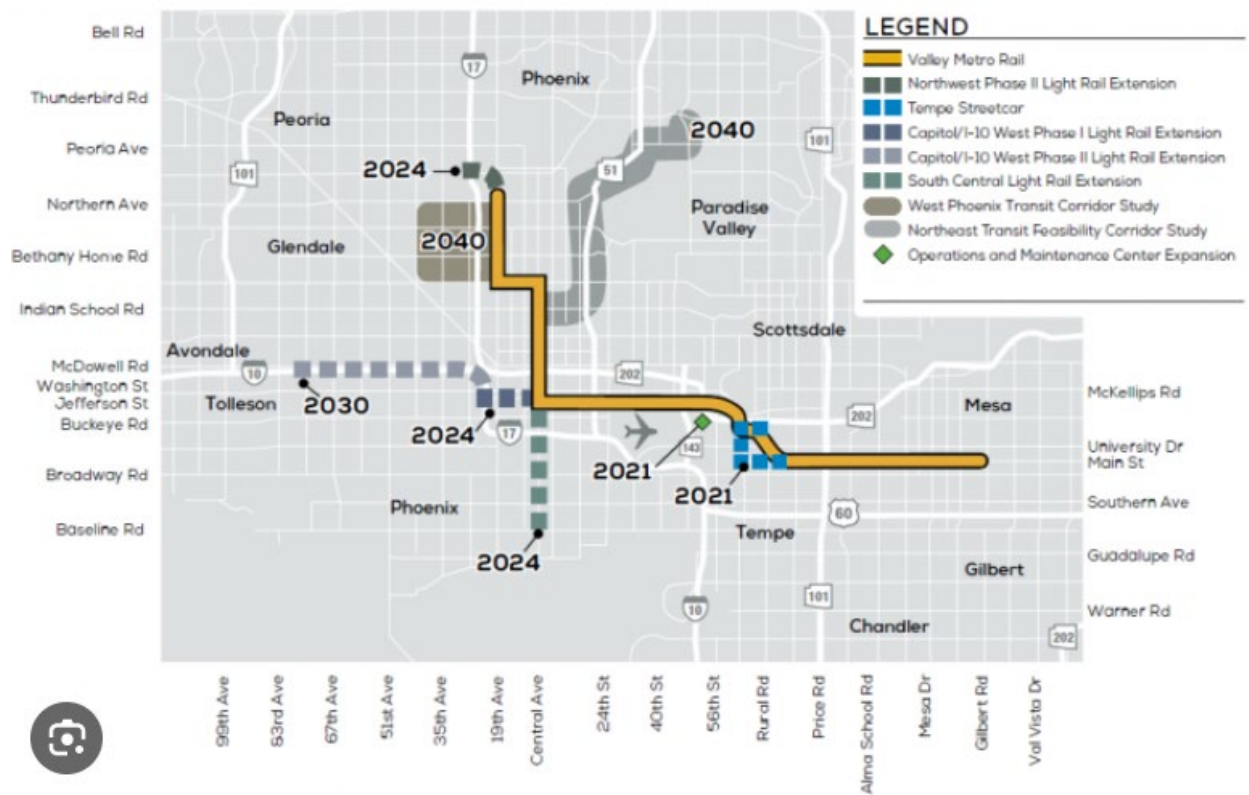 LEGEND
Valley Metro Rail
Northwest Phase II Light Rail Extension
Tempe Streetcar
Capitol/I-10 West Phase I Light Rail Extension
Capitol/I-10 West Phase II Light Rail Extension
South Central Light Rail Extension
West Phoenix Transit Corridor Study
Northeast Transit Feasibility Corridor Study
Operations and Maintenance Center Expansion
Bell Rd
Thunderbird Rd
Peoria Ave
Northern Ave
Bethany Home Rd
Indian School Rd
McDowell Rd
Washington St
Jefferson St
Buckeye Rd
Broadway Rd
Baseline Rd
17
Phoenix
Peoria
2040
101
2024
101
51
Paradise
Valley
2040
Glendale
Scottsdale
Avondale
10
202
Tolleson
2030
Mesa
202
2024
17
143
2021
2021
Phoenix
60
Tempe
2024
Gilbert
101
10
Chandler
202
McKellips Rd
University Dr
Main St
Southern Ave
Guadalupe Rd
Warner Rd
99th Ave
83rd Ave
67th Ave
51st Ave
35th Ave
19th Ave
Central Ave
24th St
40th St
56th St
Rural Rd
Price Rd
Alma School Rd
Mesa Dr
Gilbert Rd
Val Vista Dr